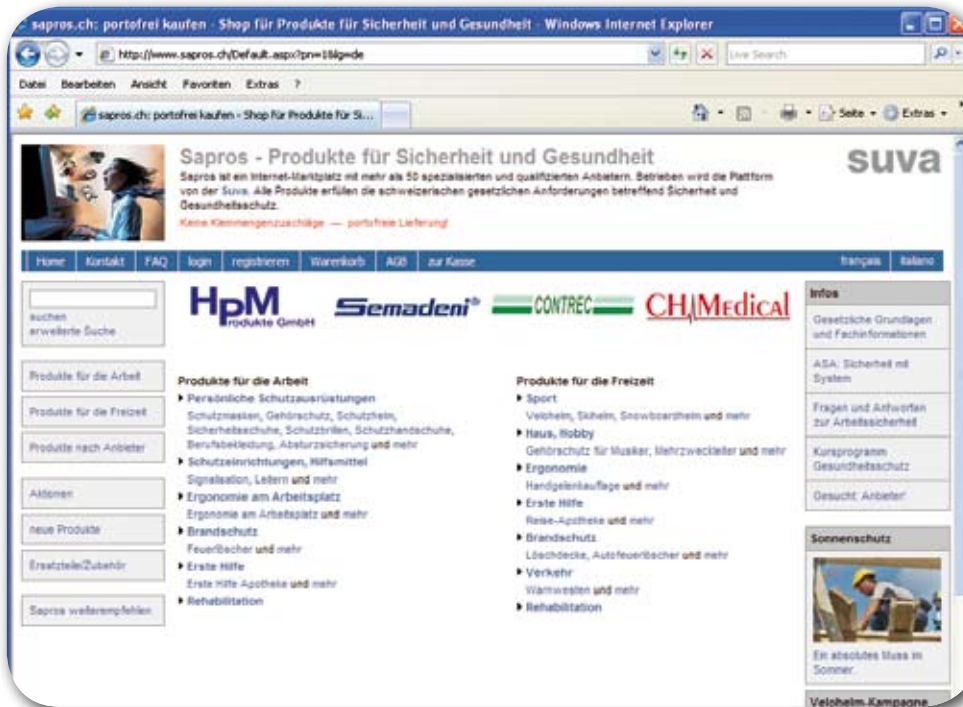 sapros.ch: portofrei kaufen - Shop für Produkte für Sicherheit und Gesundheit - Windows Internet Explorer
http://www.sapros.ch/Default.aspx?pn=1&lg=de
Live Search
Datei Bearbeiten Ansicht Favoriten Extras ?
sapros.ch: portofrei kaufen - Shop für Produkte für Si...
Seite Extras
Sapros - Produkte für Sicherheit und Gesundheit
suva
Sapros ist ein Internet-Marktplatz mit mehr als 50 spezialisierten und qualifizierten Anbietern. Betrieben wird die Plattform
von der Suva. Alle Produkte erfüllen die schweizerischen gesetzlichen Anforderungen betreffend Sicherheit und
Gesundheitsschutz.
Keine Kleinmengenzuschläge — portofreie Lieferung!
Home Kontakt FAQ login registrieren Warenkorb AGB zur Kasse français italiano
suchen
erweiterte Suche
Produkte für die Arbeit
Produkte für die Freizeit
Produkte nach Anbieter
Aktionen
neue Produkte
Ersatzteile/Zubehör
Sapros weiterempfehlen
HpM
Produkte GmbH
Semadeni®
CONTREC
CHMEDICAL
Produkte für die Arbeit
Persönliche Schutzausrüstungen
Schutzmasken, Gehörschutz, Schutzhelm,
Sicherheitsschuhe, Schutzbrillen, Schutzhandschuhe,
Berufsbekleidung, Absturzsicherung und mehr
Schutzeinrichtungen, Hilfsmittel
Signalisation, Leitern und mehr
Ergonomie am Arbeitsplatz
Ergonomie am Arbeitsplatz und mehr
Brandschutz
Feuerlöscher und mehr
Erste Hilfe
Erste Hilfe Apotheke und mehr
Rehabilitation
Produkte für die Freizeit
Sport
Velohelm, Skihelm, Snowboardhelm und mehr
Haus, Hobby
Gehörschutz für Musiker, Mehrzweckleiter und mehr
Ergonomie
Handgelenkauflage und mehr
Erste Hilfe
Reise-Apotheke und mehr
Brandschutz
Löschdecke, Autofeuerlöscher und mehr
Verkehr
Warnwesten und mehr
Rehabilitation
Infos
Gesetzliche Grundlagen
und Fachinformationen
ASA: Sicherheit mit
System
Fragen und Antworten
zur Arbeitssicherheit
Kursprogramm
Gesundheitsschutz
Gesucht: Anbieter!
Sonnenschutz
Ein absolutes Muss im
Sommer.
Velohelm-Kampagne